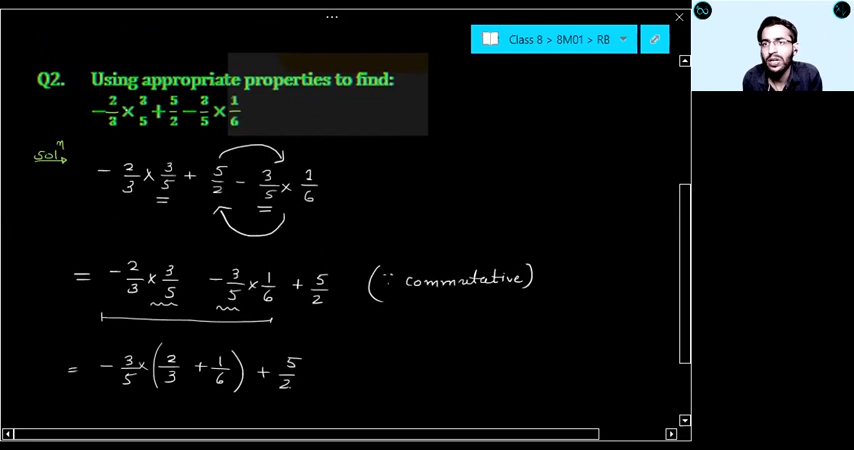 ...
Class 8 > 8M01 > RB
Q2. Using appropriate properties to find:
−2/3 × 3/5 + 5/2 − 3/5 × 1/6
Solⁿ
− 2/3 × 3/5 + 5/2 − 3/5 × 1/6
= −2/3 × 3/5 −3/5 × 1/6 + 5/2 (∵ commutative)
= − 3/5 × (2/3 + 1/6) + 5/2